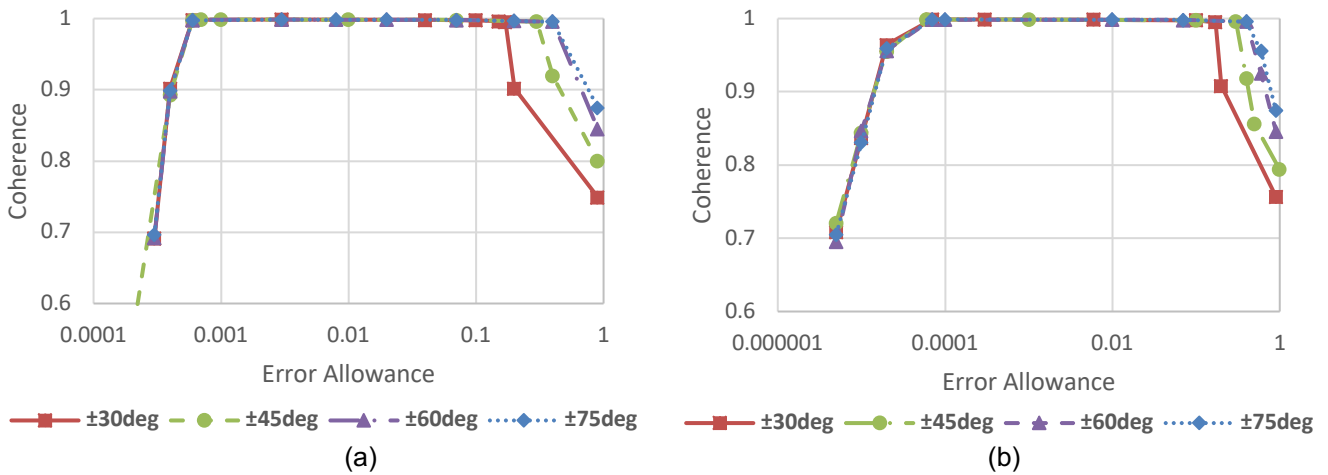 1
0.9
0.8
0.7
0.6
Coherence
0.0001 0.001 0.01 0.1 1
Error Allowance
±30deg ±45deg ±60deg ±75deg
(a)
1
0.9
0.8
0.7
0.6
Coherence
0.000001 0.0001 0.01 1
Error Allowance
±30deg ±45deg ±60deg ±75deg
(b)